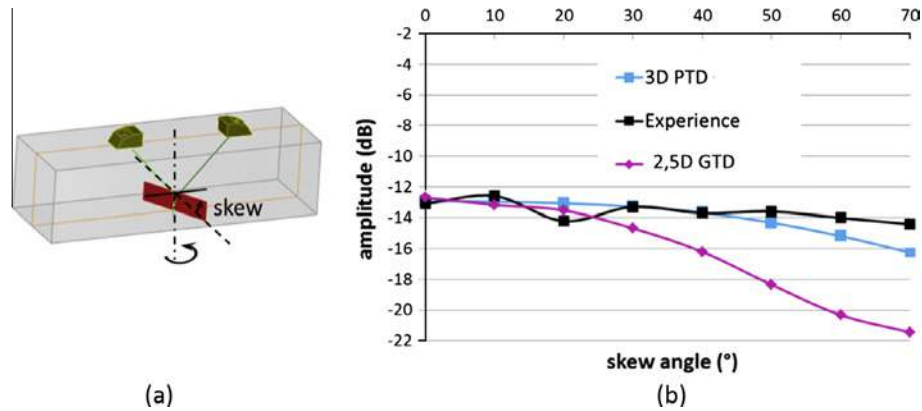 skew
(a)
0 10 20 30 40 50 60 70
-2
-4
-6
-8
-10
-12
-14
-16
-18
-20
-22
amplitude (dB)
3D PTD
Experience
2,5D GTD
skew angle (°)
(b)